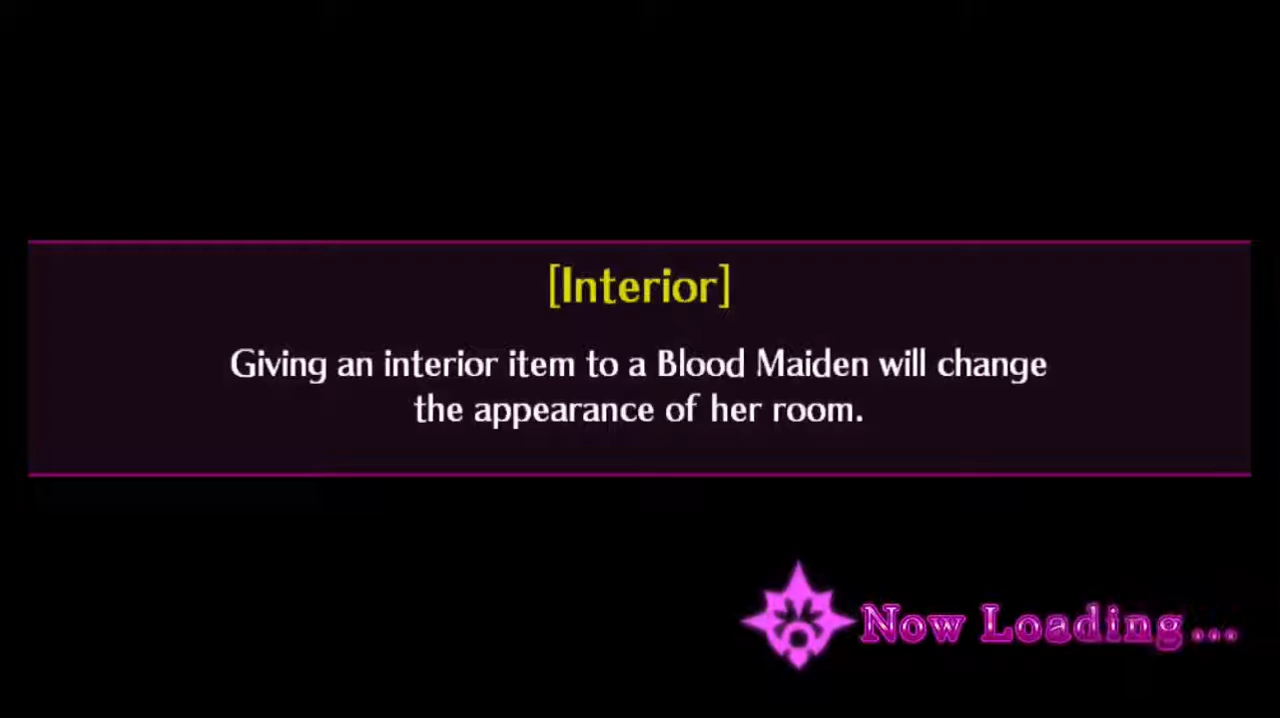 [Interior]
Giving an interior item to a Blood Maiden will change
the appearance of her room.
Now Loading...